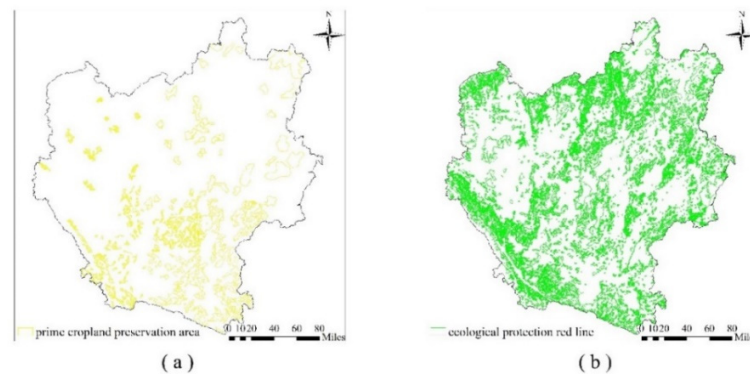 N
prime cropland preservation area
0 10 20 40 60 80
Miles
( a )
N
ecological protection red line
0 10 20 40 60 80
Miles
( b )